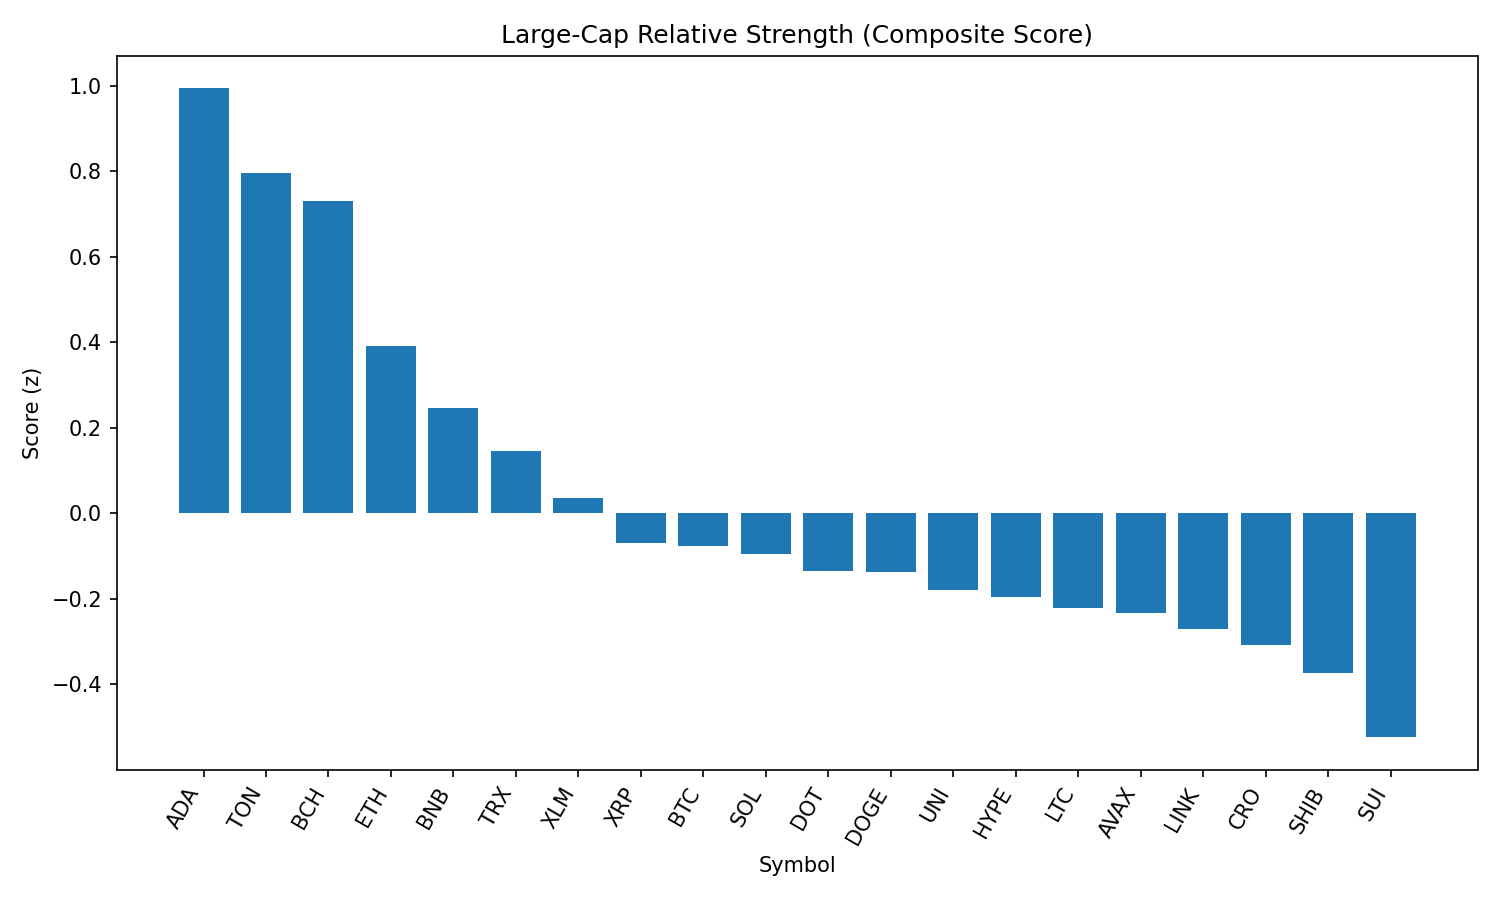 Large-Cap Relative Strength (Composite Score)
1.0
0.8
0.6
0.4
0.2
0.0
−0.2
−0.4
Score (z)
ADA
TON
BCH
ETH
BNB
TRX
XLM
XRP
BTC
SOL
DOT
DOGE
UNI
HYPE
LTC
AVAX
LINK
CRO
SHIB
SUI
Symbol